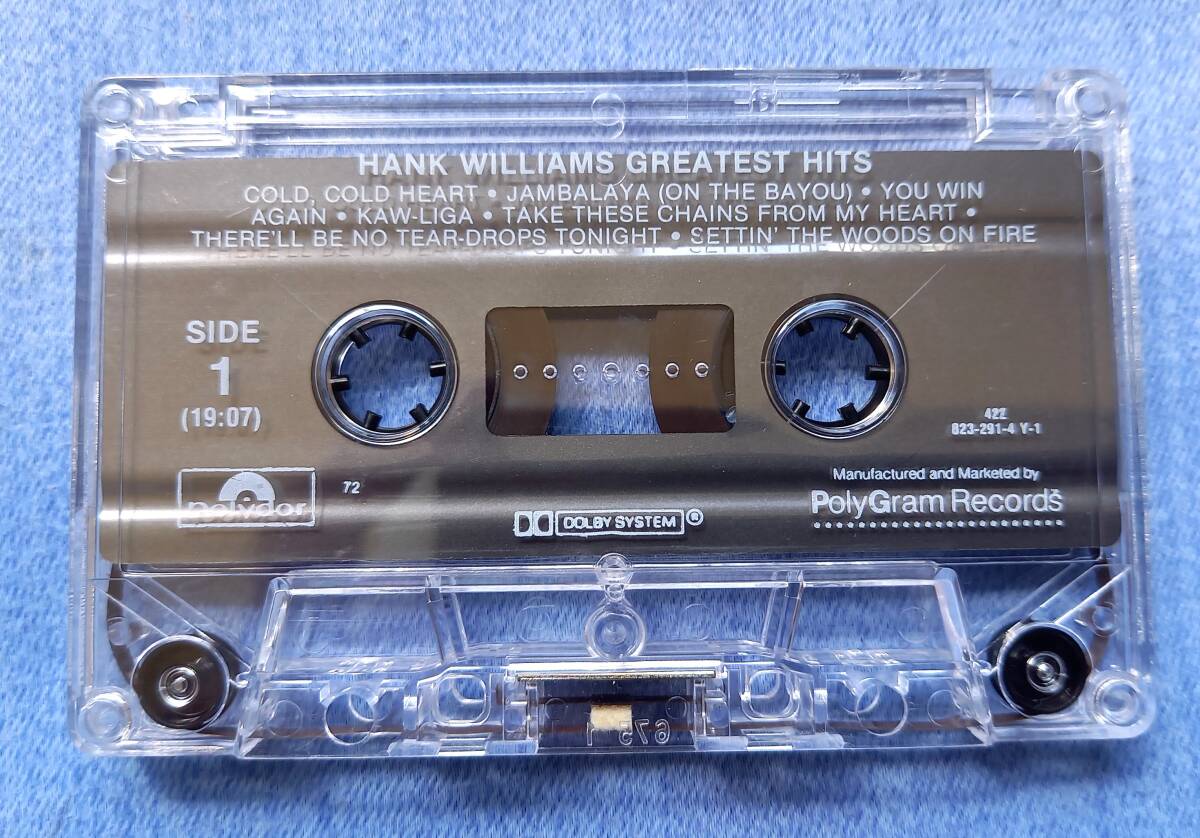 HANK WILLIAMS GREATEST HITS
COLD, COLD HEART • JAMBALAYA (ON THE BAYOU) • YOU WIN
AGAIN • KAW-LIGA • TAKE THESE CHAINS FROM MY HEART •
THERE'LL BE NO TEAR-DROPS TONIGHT • SETTIN' THE WOODS ON FIRE
SIDE
1
(19:07)
422
823-291-4 Y-1
polydor
72
DOLBY SYSTEM ®
Manufactured and Marketed by
PolyGram Records
675